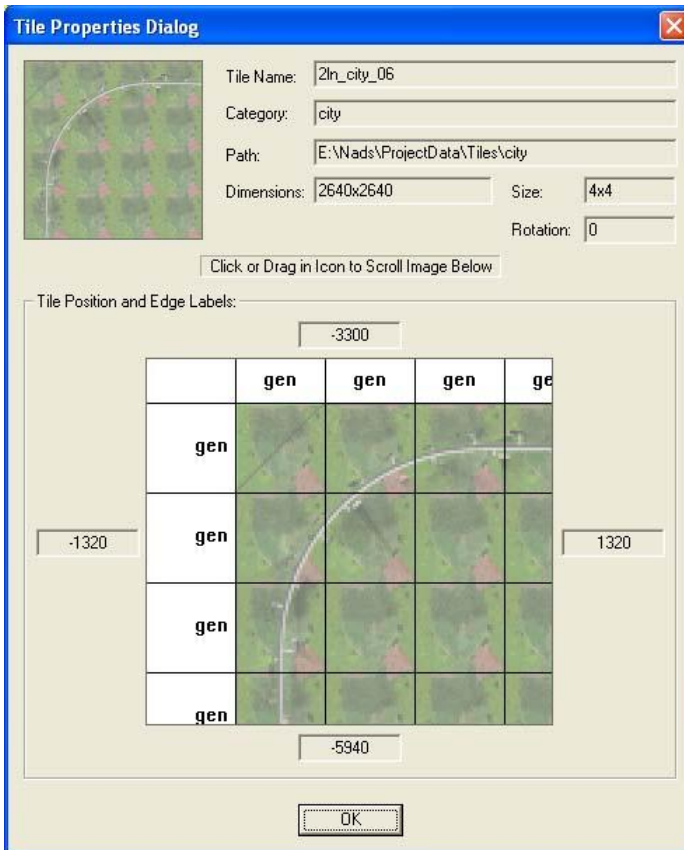 Tile Properties Dialog
Tile Name: 2ln_city_06
Category: city
Path: E:\Nads\ProjectData\Tiles\city
Dimensions: 2640x2640 Size: 4x4
Rotation: 0
Click or Drag in Icon to Scroll Image Below
Tile Position and Edge Labels:
-3300
gen gen gen ge
gen
gen
-1320 1320
gen
gen
-5940
OK